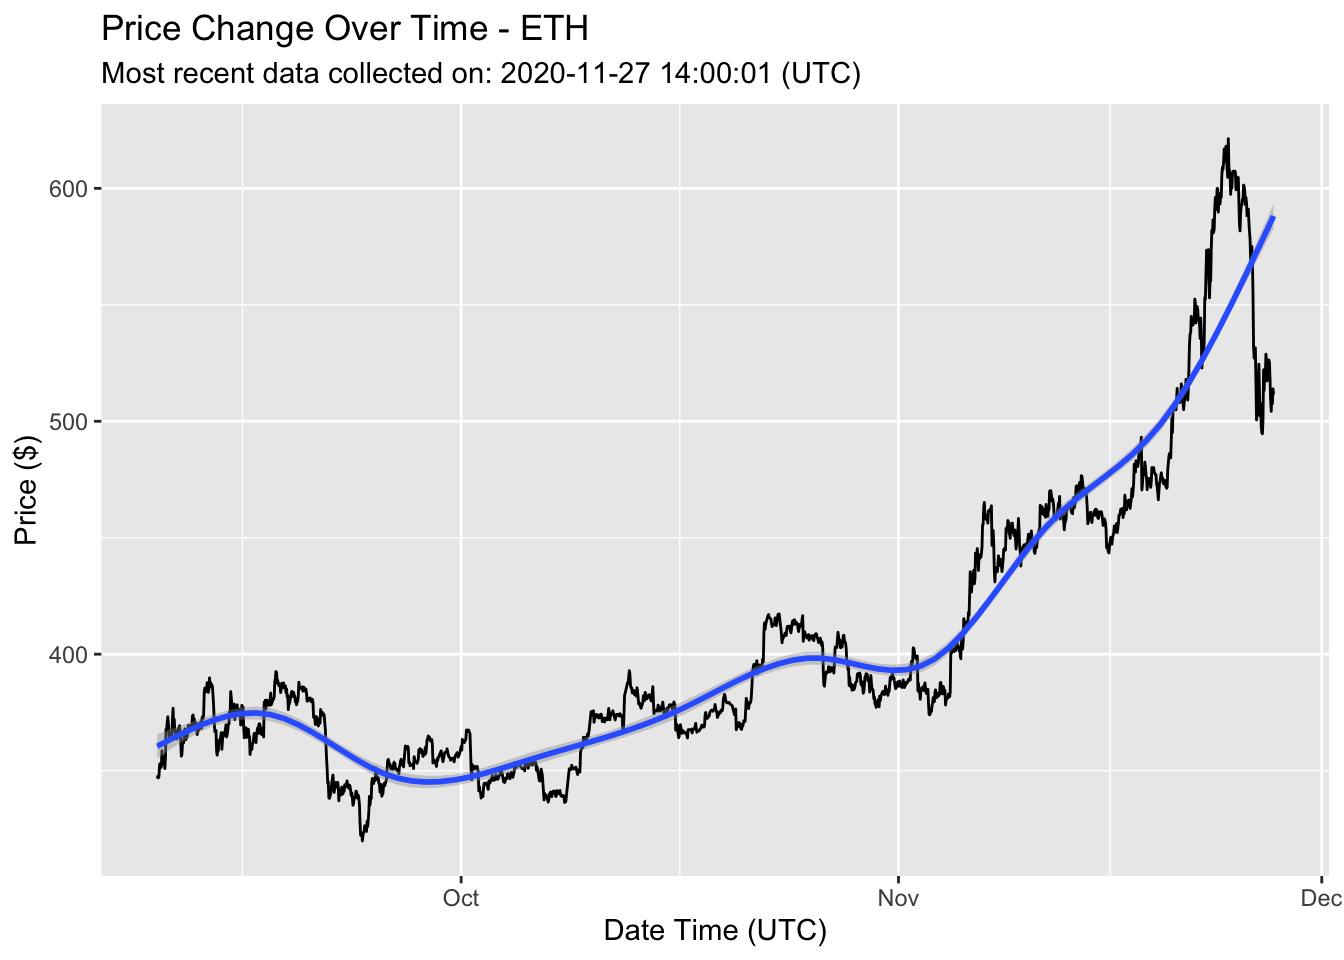 Price Change Over Time - ETH
Most recent data collected on: 2020-11-27 14:00:01 (UTC)
600
500
400
Price ($)
Oct
Nov
Dec
Date Time (UTC)